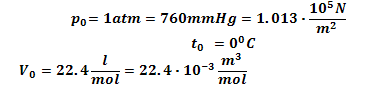 p₀ = 1atm = 760mmHg = 1.013 · 10⁵N/m²
t₀ = 0⁰C
V₀ = 22.4 l/mol = 22.4 · 10⁻³ m³/mol